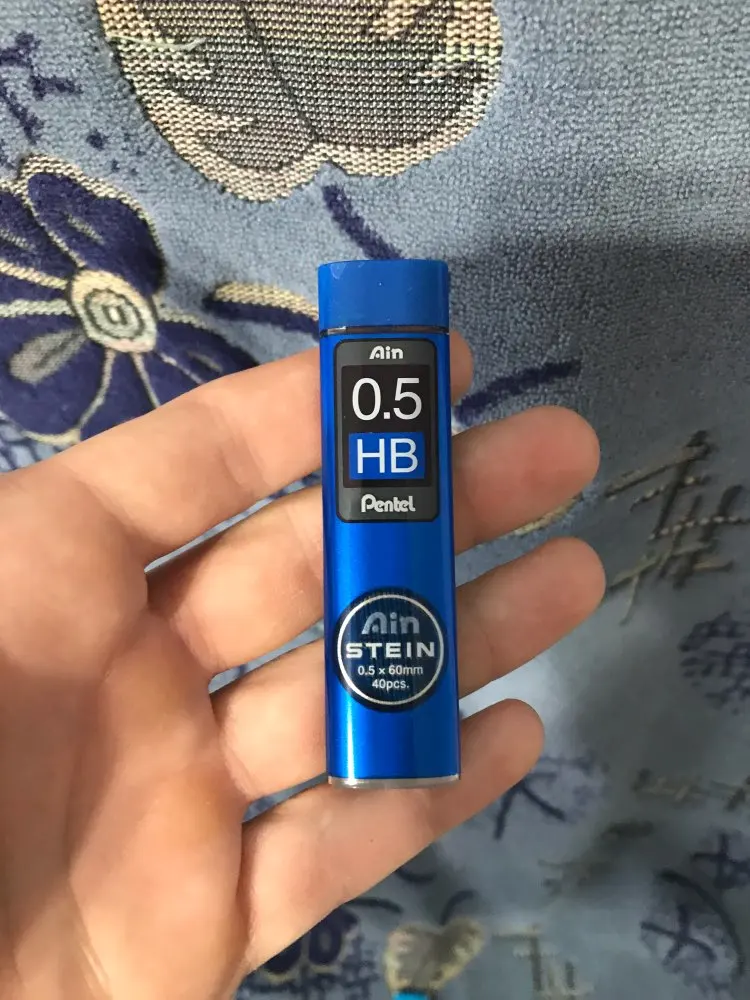 Ain
0.5
HB
Pentel
Ain
STEIN
0.5 × 60mm
40pcs.